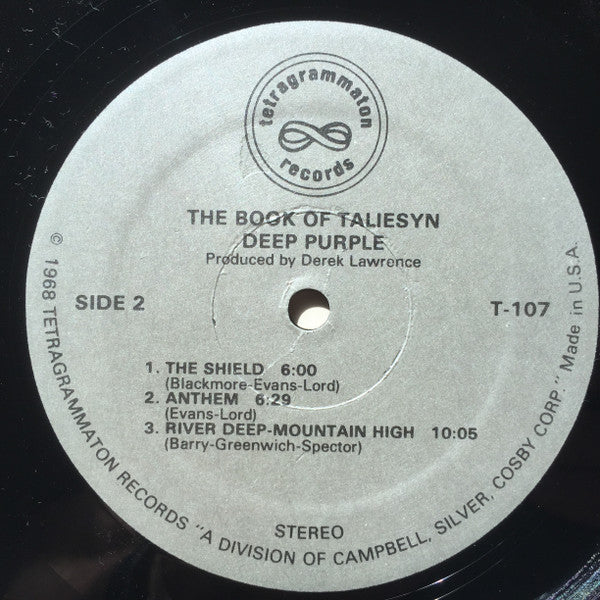 tetragrammaton
records
THE BOOK OF TALIESYN
DEEP PURPLE
Produced by Derek Lawrence
SIDE 2
T-107
1. THE SHIELD 6:00
(Blackmore-Evans-Lord)
2. ANTHEM 6:29
(Evans-Lord)
3. RIVER DEEP-MOUNTAIN HIGH 10:05
(Barry-Greenwich-Spector)
STEREO
© 1968 TETRAGRAMMATON RECORDS "A DIVISION OF CAMPBELL, SILVER, COSBY CORP." Made in U.S.A.